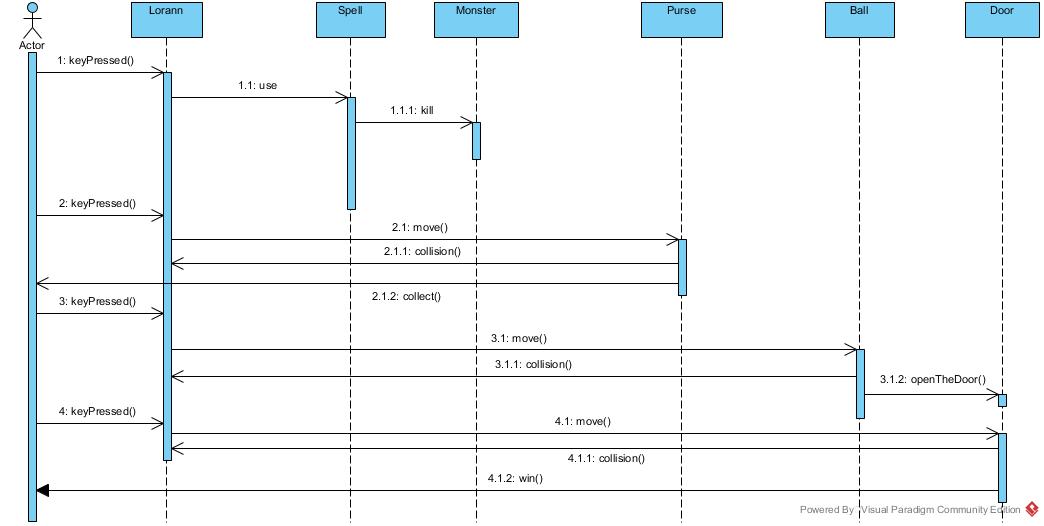 Lorann
Spell
Monster
Purse
Ball
Door
Actor
1: keyPressed()
1.1: use
1.1.1: kill
2: keyPressed()
2.1: move()
2.1.1: collision()
2.1.2: collect()
3: keyPressed()
3.1: move()
3.1.1: collision()
3.1.2: openTheDoor()
4: keyPressed()
4.1: move()
4.1.1: collision()
4.1.2: win()
Powered By Visual Paradigm Community Edition